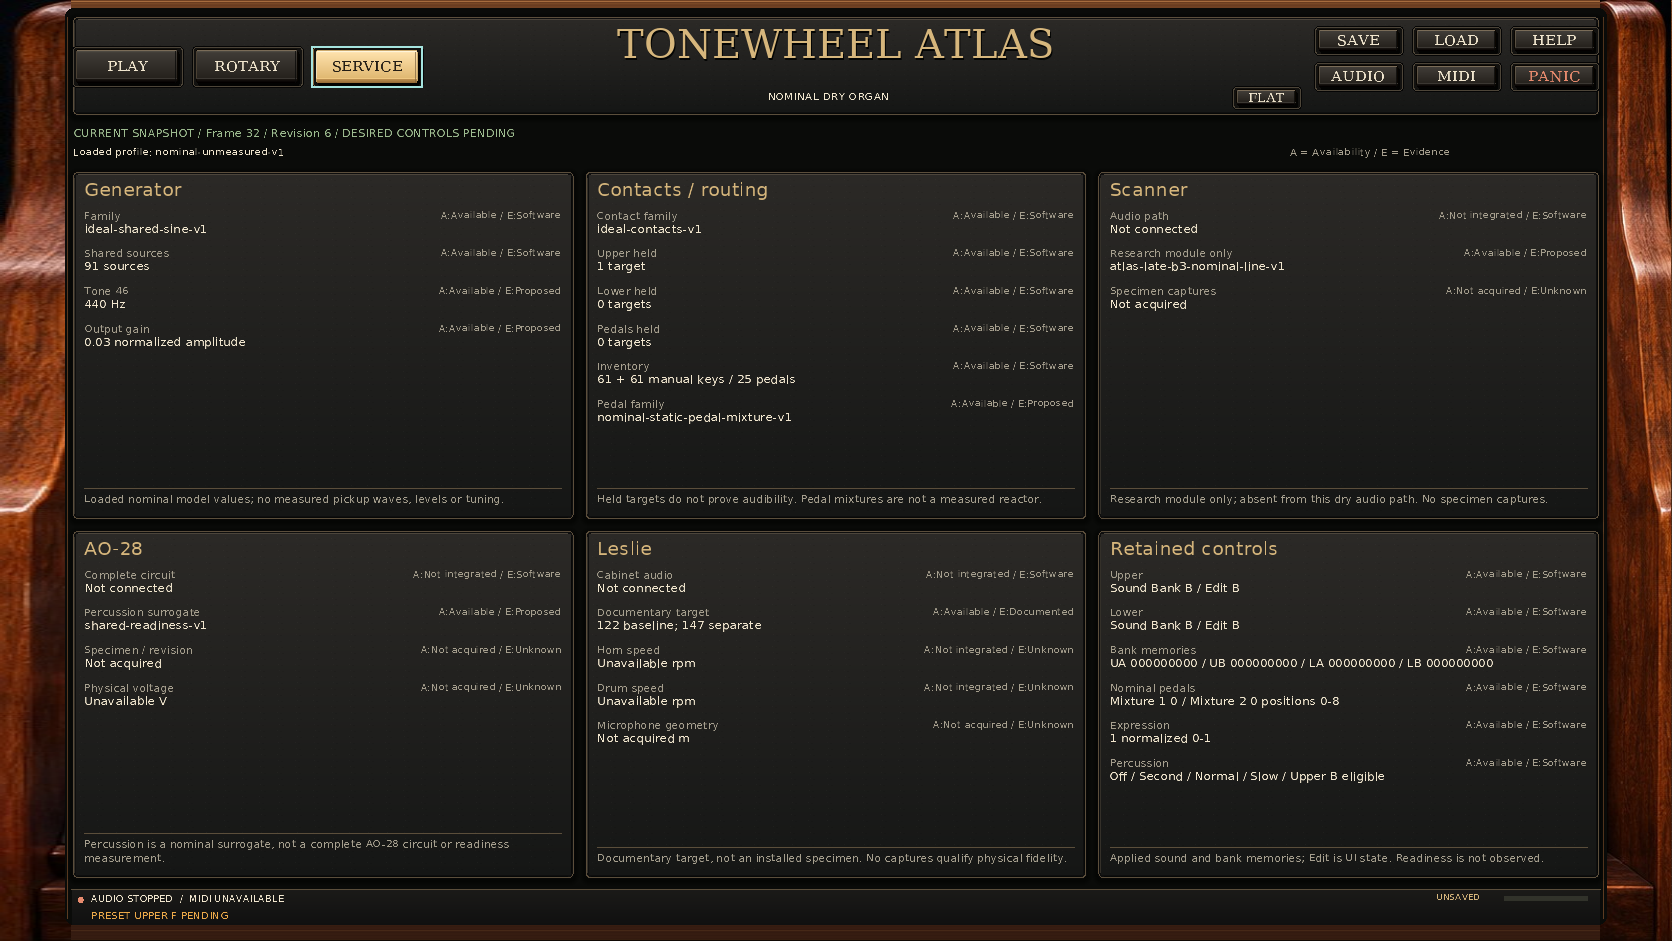 TONEWHEEL ATLAS
PLAY
ROTARY
SERVICE
SAVE
LOAD
HELP
AUDIO
MIDI
PANIC
NOMINAL DRY ORGAN
FLAT
CURRENT SNAPSHOT / Frame 32 / Revision 6 / DESIRED CONTROLS PENDING
Loaded profile: nominal-unmeasured-v1
A = Availability / E = Evidence
Generator
Family A:Available / E:Software
ideal-shared-sine-v1
Shared sources A:Available / E:Software
91 sources
Tone 46 A:Available / E:Proposed
440 Hz
Output gain A:Available / E:Proposed
0.03 normalized amplitude
Loaded nominal model values; no measured pickup waves, levels or tuning.
Contacts / routing
Contact family A:Available / E:Software
ideal-contacts-v1
Upper held A:Available / E:Software
1 target
Lower held A:Available / E:Software
0 targets
Pedals held A:Available / E:Software
0 targets
Inventory A:Available / E:Software
61 + 61 manual keys / 25 pedals
Pedal family A:Available / E:Proposed
nominal-static-pedal-mixture-v1
Held targets do not prove audibility. Pedal mixtures are not a measured reactor.
Scanner
Audio path A:Not integrated / E:Software
Not connected
Research module only A:Available / E:Proposed
atlas-late-b3-nominal-line-v1
Specimen captures A:Not acquired / E:Unknown
Not acquired
Research module only; absent from this dry audio path. No specimen captures.
AO-28
Complete circuit A:Not integrated / E:Software
Not connected
Percussion surrogate A:Available / E:Proposed
shared-readiness-v1
Specimen / revision A:Not acquired / E:Unknown
Not acquired
Physical voltage A:Not acquired / E:Unknown
Unavailable V
Percussion is a nominal surrogate, not a complete AO-28 circuit or readiness
measurement.
Leslie
Cabinet audio A:Not integrated / E:Software
Not connected
Documentary target A:Available / E:Documented
122 baseline; 147 separate
Horn speed A:Not integrated / E:Unknown
Unavailable rpm
Drum speed A:Not integrated / E:Unknown
Unavailable rpm
Microphone geometry A:Not acquired / E:Unknown
Not acquired m
Documentary target, not an installed specimen. No captures qualify physical fidelity.
Retained controls
Upper A:Available / E:Software
Sound Bank B / Edit B
Lower A:Available / E:Software
Sound Bank B / Edit B
Bank memories A:Available / E:Software
UA 000000000 / UB 000000000 / LA 000000000 / LB 000000000
Nominal pedals A:Available / E:Software
Mixture 1 0 / Mixture 2 0 positions 0-8
Expression A:Available / E:Software
1 normalized 0-1
Percussion A:Available / E:Software
Off / Second / Normal / Slow / Upper B eligible
Applied sound and bank memories; Edit is UI state. Readiness is not observed.
AUDIO STOPPED / MIDI UNAVAILABLE
UNSAVED
PRESET UPPER F PENDING